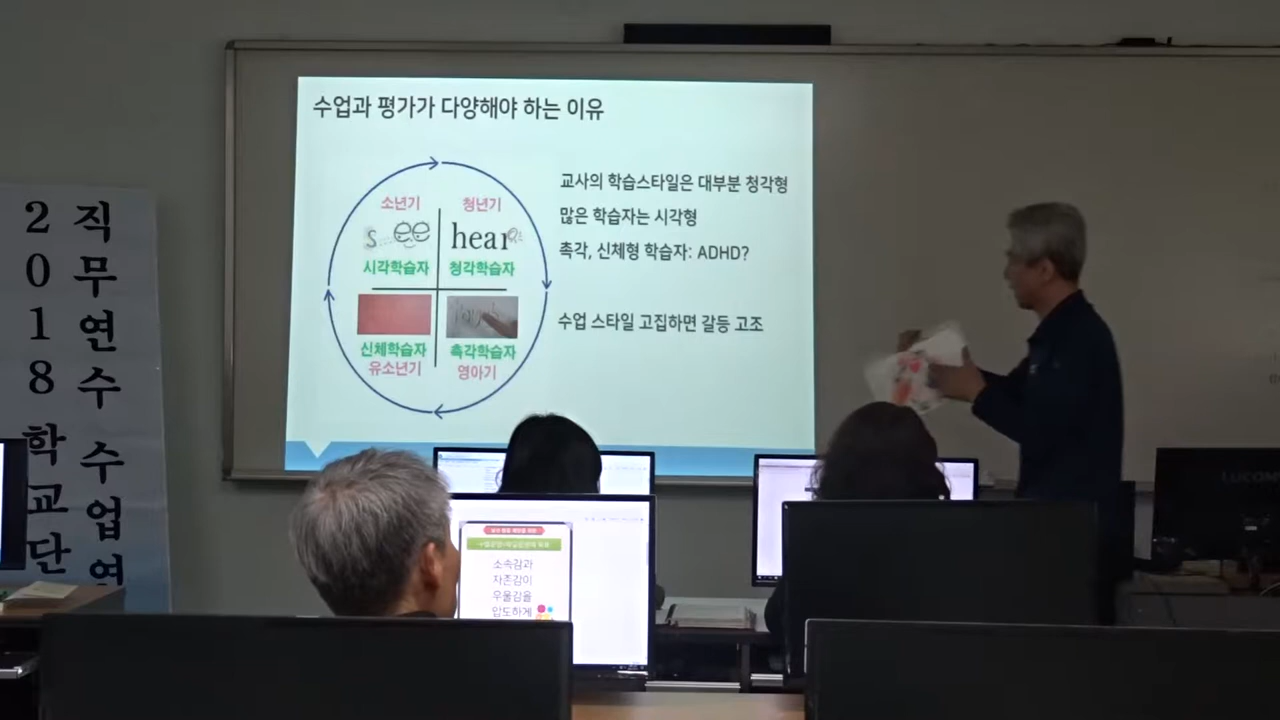 수업과 평가가 다양해야 하는 이유
소년기
청년기
see
hear
시각학습자
청각학습자
신체학습자
촉각학습자
유소년기
영아기
교사의 학습스타일은 대부분 청각형
많은 학습자는 시각형
촉각, 신체형 학습자: ADHD?
수업 스타일 고집하면 갈등 고조
직무연수 수업연
2018학교단
소속감과
자존감이
우울감을
압도하게